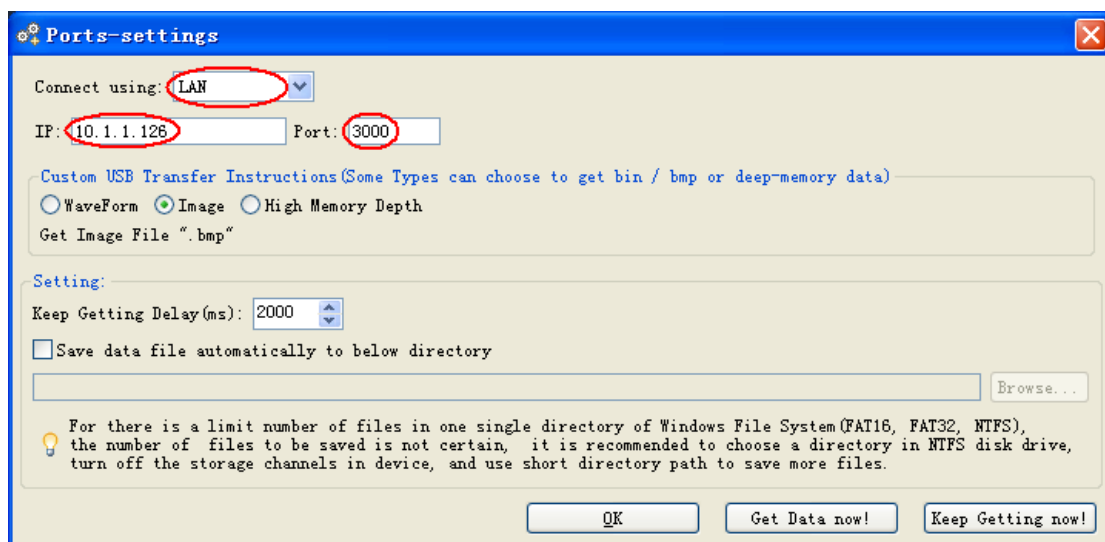 Ports-settings
Connect using: LAN
IP: 10.1.1.126 Port: 3000
Custom USB Transfer Instructions(Some Types can choose to get bin / bmp or deep-memory data)
WaveForm Image High Memory Depth
Get Image File ".bmp"
Setting:
Keep Getting Delay(ms): 2000
Save data file automatically to below directory
Browse...
For there is a limit number of files in one single directory of Windows File System(FAT16, FAT32, NTFS),
the number of files to be saved is not certain, it is recommended to choose a directory in NTFS disk drive,
turn off the storage channels in device, and use short directory path to save more files.
OK Get Data now! Keep Getting now!